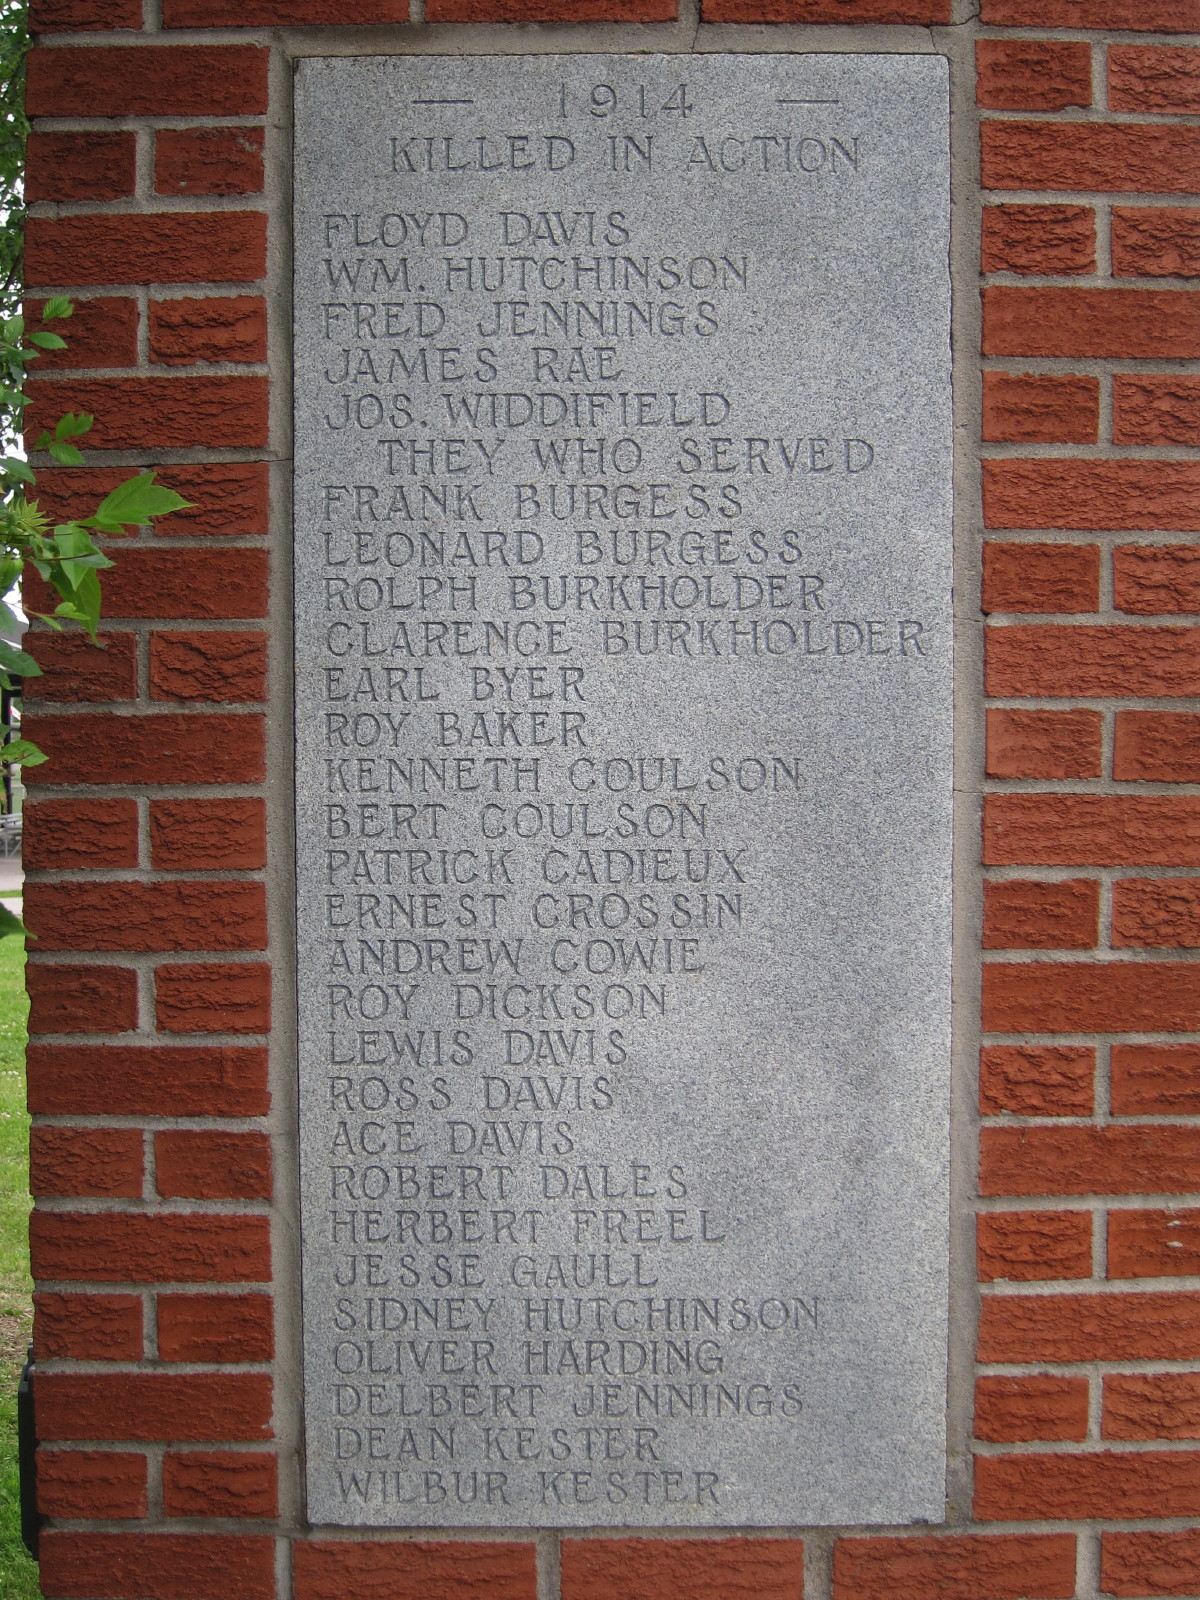 — 1914 —
KILLED IN ACTION
FLOYD DAVIS
WM. HUTCHINSON
FRED JENNINGS
JAMES RAE
JOS. WIDDIFIELD
THEY WHO SERVED
FRANK BURGESS
LEONARD BURGESS
ROLPH BURKHOLDER
CLARENCE BURKHOLDER
EARL BYER
ROY BAKER
KENNETH COULSON
BERT COULSON
PATRICK CADIEUX
ERNEST CROSSIN
ANDREW COWIE
ROY DICKSON
LEWIS DAVIS
ROSS DAVIS
ACE DAVIS
ROBERT DALES
HERBERT FREEL
JESSE GAULL
SIDNEY HUTCHINSON
OLIVER HARDING
DELBERT JENNINGS
DEAN KESTER
WILBUR KESTER